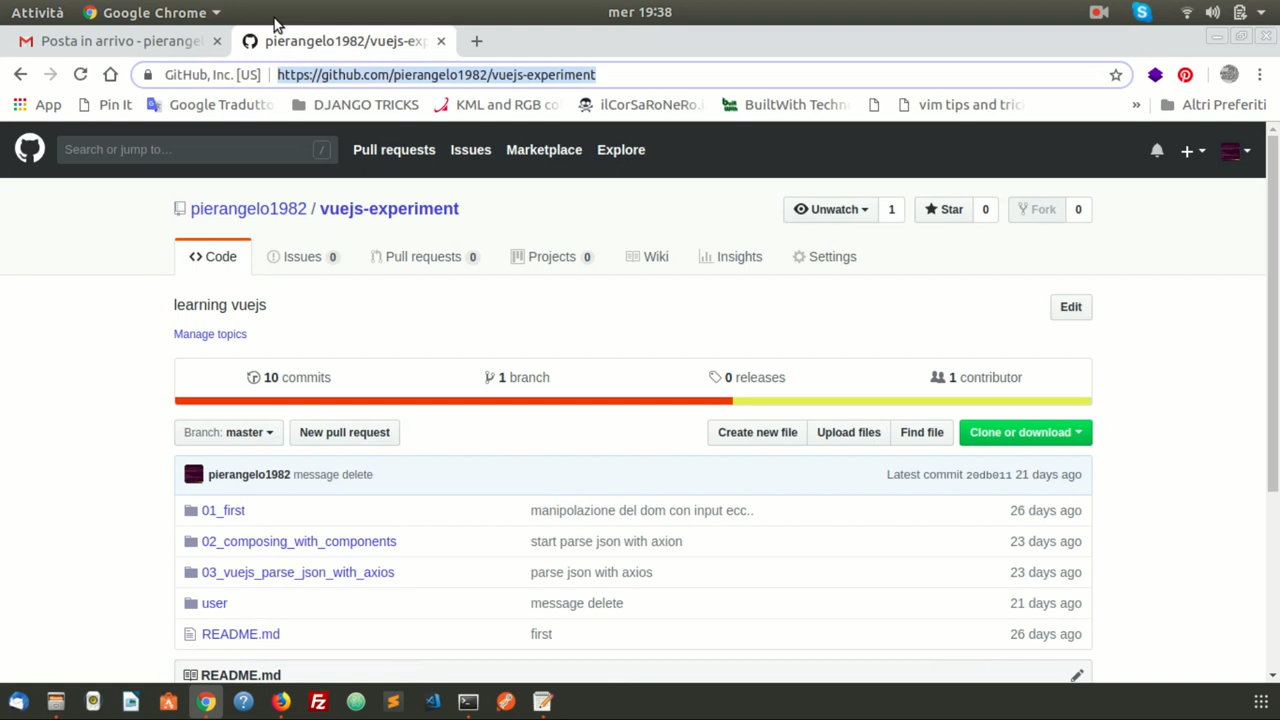 Attività Google Chrome mer 19:38
Posta in arrivo - pierangel pierangelo1982/vuejs-exp
GitHub, Inc. [US] https://github.com/pierangelo1982/vuejs-experiment
App Pin It Google Tradutto DJANGO TRICKS KML and RGB co ilCorSaRoNeRo.i BuiltWith Techn vim tips and tric » Altri Preferiti
Search or jump to… / Pull requests Issues Marketplace Explore
pierangelo1982 / vuejs-experiment Unwatch 1 Star 0 Fork 0
Code Issues 0 Pull requests 0 Projects 0 Wiki Insights Settings
learning vuejs Edit
Manage topics
10 commits 1 branch 0 releases 1 contributor
Branch: master New pull request Create new file Upload files Find file Clone or download
pierangelo1982 message delete Latest commit 20db011 21 days ago
01_first manipolazione del dom con input ecc.. 26 days ago
02_composing_with_components start parse json with axion 23 days ago
03_vuejs_parse_json_with_axios parse json with axios 23 days ago
user message delete 21 days ago
README.md first 26 days ago
README.md